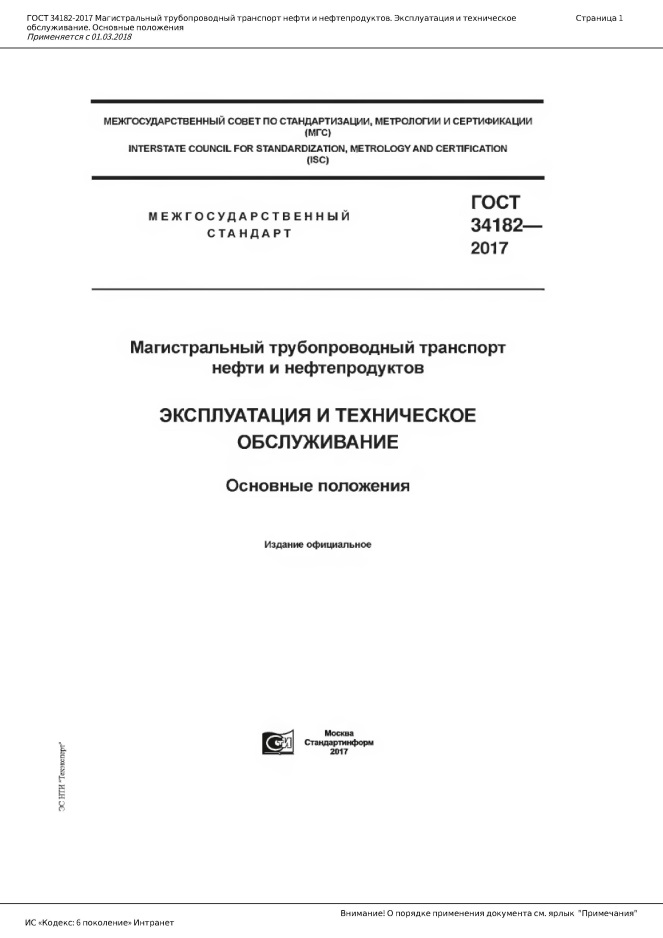 ГОСТ 34182-2017 Магистральный трубопроводный транспорт нефти и нефтепродуктов. Эксплуатация и техническое
обслуживание. Основные положения
Применяется с 01.03.2018
Страница 1
МЕЖГОСУДАРСТВЕННЫЙ СОВЕТ ПО СТАНДАРТИЗАЦИИ, МЕТРОЛОГИИ И СЕРТИФИКАЦИИ
(МГС)
INTERSTATE COUNCIL FOR STANDARDIZATION, METROLOGY AND CERTIFICATION
(ISC)
МЕЖГОСУДАРСТВЕННЫЙ
СТАНДАРТ
ГОСТ
34182—
2017
Магистральный трубопроводный транспорт
нефти и нефтепродуктов
ЭКСПЛУАТАЦИЯ И ТЕХНИЧЕСКОЕ
ОБСЛУЖИВАНИЕ
Основные положения
Издание официальное
Москва
Стандартинформ
2017
ЭС НТИ "Техэксперт"
Внимание! О порядке применения документа см. ярлык "Примечания"
ИС «Кодекс: 6 поколение» Интранет